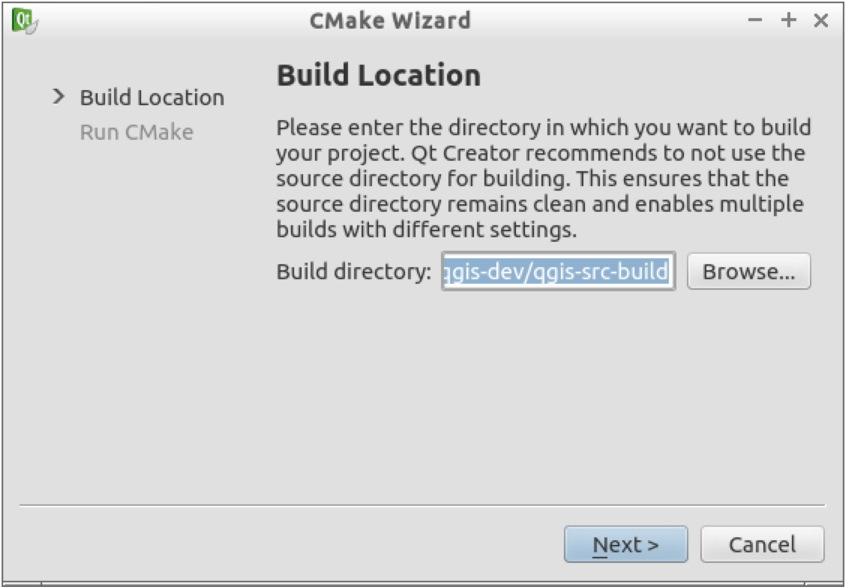 Qt
CMake Wizard
Build Location
Run CMake
Build Location
Please enter the directory in which you want to build
your project. Qt Creator recommends to not use the
source directory for building. This ensures that the
source directory remains clean and enables multiple
builds with different settings.
Build directory: qgis-dev/qgis-src-build Browse...
Next > Cancel